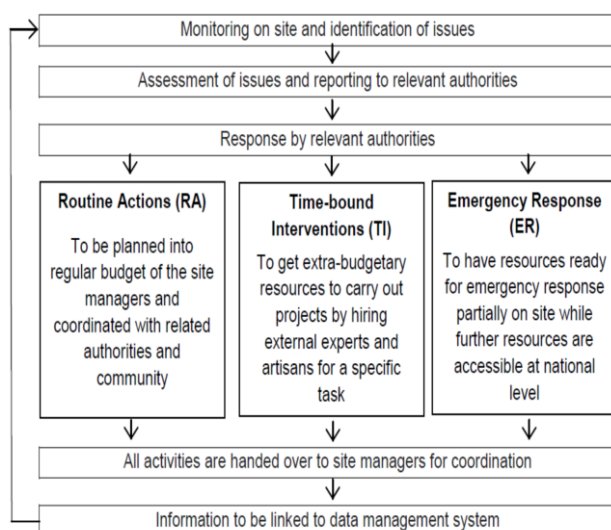 Monitoring on site and identification of issues
Assessment of issues and reporting to relevant authorities
Response by relevant authorities
Routine Actions (RA)
To be planned into
regular budget of the site
managers and
coordinated with related
authorities and
community
Time-bound
Interventions (TI)
To get extra-budgetary
resources to carry out
projects by hiring
external experts and
artisans for a specific
task
Emergency Response
(ER)
To have resources ready
for emergency response
partially on site while
further resources are
accessible at national
level
All activities are handed over to site managers for coordination
Information to be linked to data management system